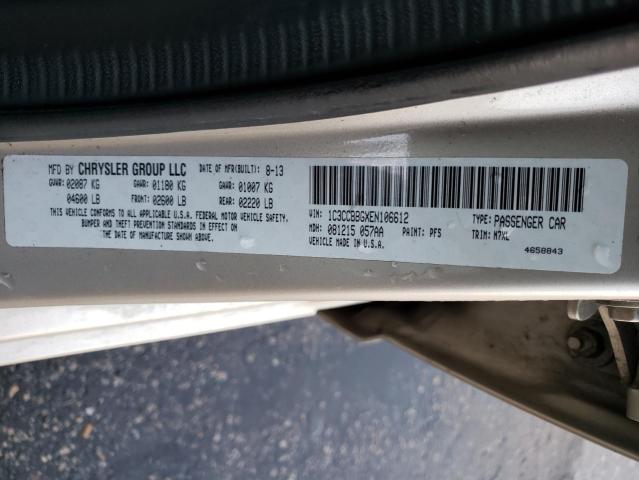 MFD BY CHRYSLER GROUP LLC DATE OF MFR(BUILT): 8-13
GVWR: 02087 KG GAWR: 01180 KG GAWR: 01007 KG
04600 LB FRONT: 02600 LB REAR: 02220 LB
THIS VEHICLE CONFORMS TO ALL APPLICABLE U.S.A. FEDERAL MOTOR VEHICLE SAFETY,
BUMPER AND THEFT PREVENTION STANDARDS IN EFFECT ON
THE DATE OF MANUFACTURE SHOWN ABOVE.
VIN: 1C3CCBBGXEN106612 TYPE: PASSENGER CAR
MDH: 081215 057AA PAINT: PFS TRIM: M7XL
VEHICLE MADE IN U.S.A. 4658843